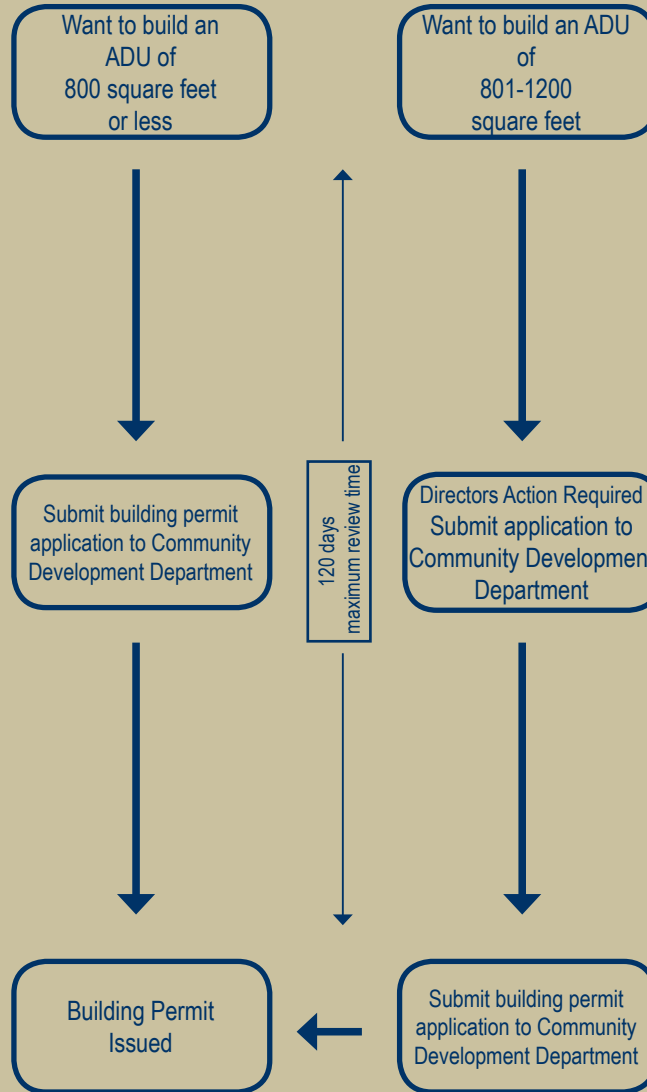 Want to build an
ADU of
800 square feet
or less
Want to build an ADU
of
801-1200
square feet
Submit building permit
application to Community
Development Department
120 days
maximum review time
Directors Action Required
Submit application to
Community Developmen
Department
Building Permit
Issued
Submit building permit
application to Community
Development Department